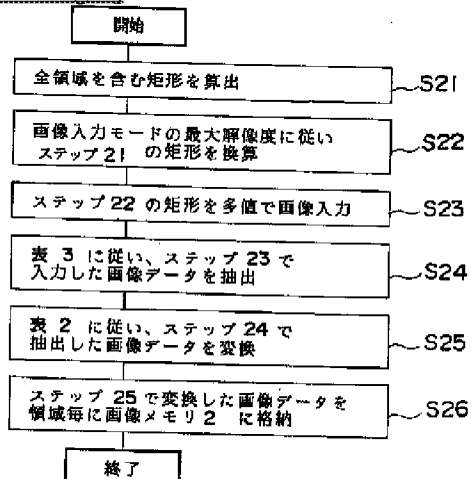 開始
全領域を含む矩形を算出
S21
画像入力モードの最大解像度に従い
ステップ21 の矩形を換算
S22
ステップ22 の矩形を多値で画像入力
S23
表 3 に従い、ステップ 23 で
入力した画像データを抽出
S24
表 2 に従い、ステップ 24 で
抽出した画像データを変換
S25
ステップ 25 で変換した画像データを
領域毎に画像メモリ2 に格納
S26
終了